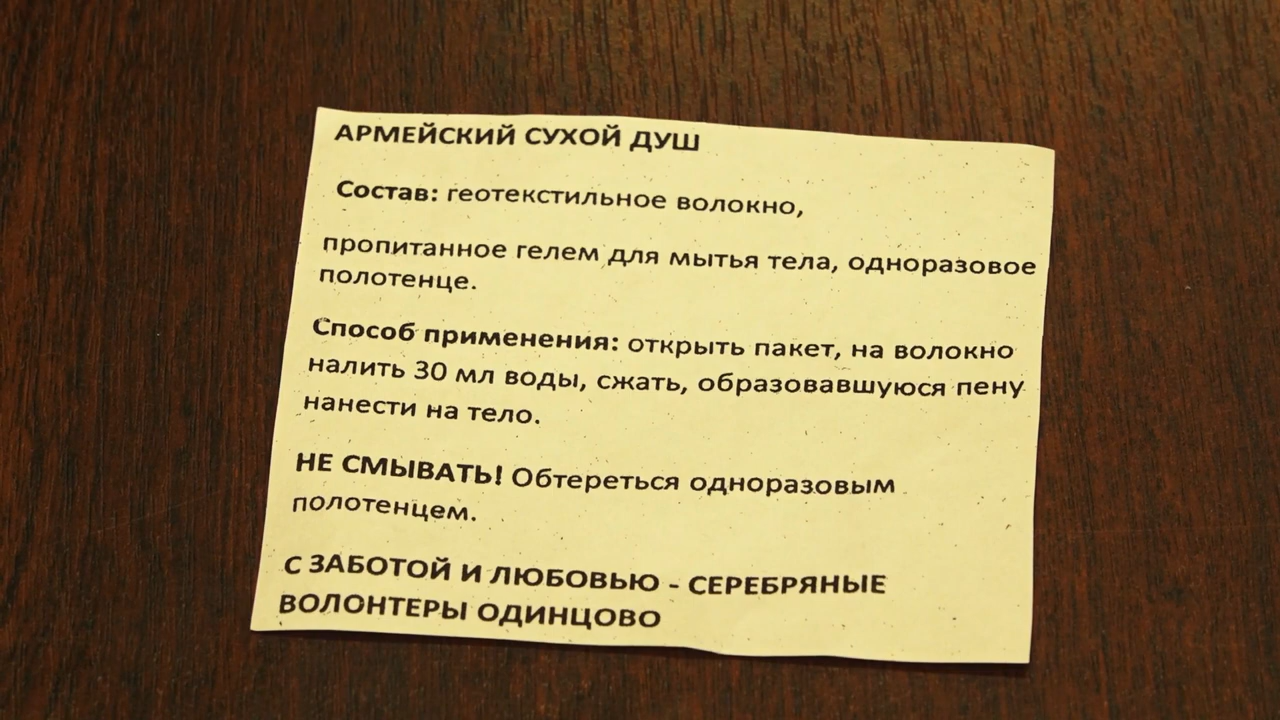 АРМЕЙСКИЙ СУХОЙ ДУШ
Состав: геотекстильное волокно,
пропитанное гелем для мытья тела, одноразовое
полотенце.
Способ применения: открыть пакет, на волокно
налить 30 мл воды, сжать, образовавшуюся пену
нанести на тело.
НЕ СМЫВАТЬ! Обтереться одноразовым
полотенцем.
С ЗАБОТОЙ И ЛЮБОВЬЮ - СЕРЕБРЯНЫЕ
ВОЛОНТЕРЫ ОДИНЦОВО